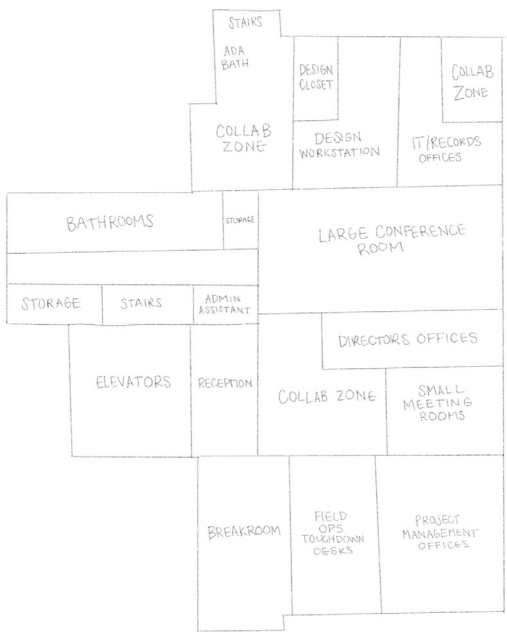 STAIRS
ADA
BATH
DESIGN
CLOSET
COLLAB
ZONE
COLLAB
ZONE
DESIGN
WORKSTATION
IT/RECORDS
OFFICES
BATHROOMS
STORAGE
LARGE CONFERENCE
ROOM
STORAGE
STAIRS
ADMIN
ASSISTANT
DIRECTORS OFFICES
ELEVATORS
RECEPTION
COLLAB ZONE
SMALL
MEETING
ROOMS
BREAKROOM
FIELD
OPS
TOUCHDOWN
DESKS
PROJECT
MANAGEMENT
OFFICES